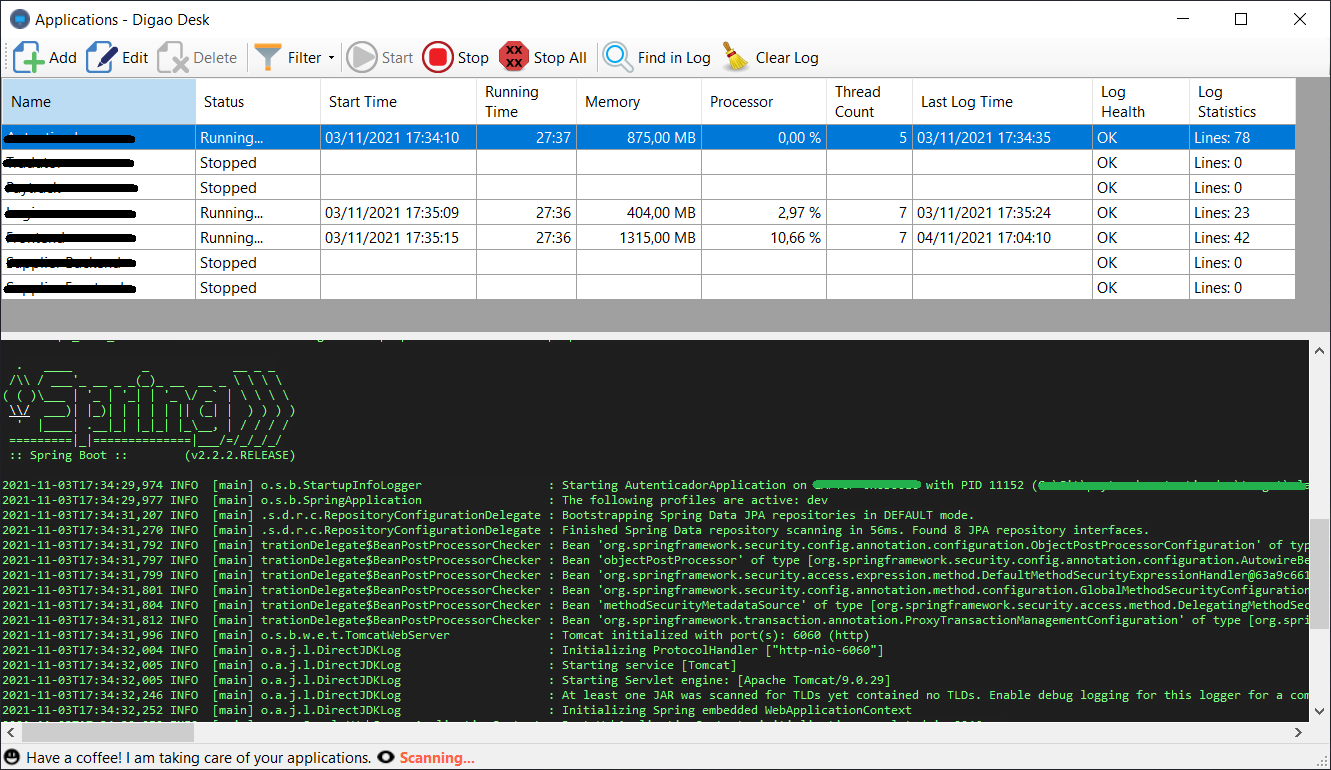 Applications - Digao Desk
Add Edit Delete Filter Start Stop XX XX Stop All Find in Log Clear Log
Name Status Start Time Running Time Memory Processor Thread Count Last Log Time Log Health Log Statistics
Running... 03/11/2021 17:34:10 27:37 875,00 MB 0,00 % 5 03/11/2021 17:34:35 OK Lines: 78
Stopped OK Lines: 0
Stopped OK Lines: 0
Running... 03/11/2021 17:35:09 27:36 404,00 MB 2,97 % 7 03/11/2021 17:35:24 OK Lines: 23
Running... 03/11/2021 17:35:15 27:36 1315,00 MB 10,66 % 7 04/11/2021 17:04:10 OK Lines: 42
Stopped OK Lines: 0
Stopped OK Lines: 0
Spring
:: Spring Boot :: (v2.2.2.RELEASE)
2021-11-03T17:34:29,974 INFO [main] o.s.b.StartupInfoLogger : Starting AutenticadorApplication on with PID 11152 (
2021-11-03T17:34:29,977 INFO [main] o.s.b.SpringApplication : The following profiles are active: dev
2021-11-03T17:34:31,207 INFO [main] .s.d.r.c.RepositoryConfigurationDelegate : Bootstrapping Spring Data JPA repositories in DEFAULT mode.
2021-11-03T17:34:31,270 INFO [main] .s.d.r.c.RepositoryConfigurationDelegate : Finished Spring Data repository scanning in 56ms. Found 8 JPA repository interfaces.
2021-11-03T17:34:31,792 INFO [main] trationDelegate$BeanPostProcessorChecker : Bean 'org.springframework.security.config.annotation.configuration.ObjectPostProcessorConfiguration' of typ
2021-11-03T17:34:31,797 INFO [main] trationDelegate$BeanPostProcessorChecker : Bean 'objectPostProcessor' of type [org.springframework.security.config.annotation.configuration.AutowireBe
2021-11-03T17:34:31,799 INFO [main] trationDelegate$BeanPostProcessorChecker : Bean 'org.springframework.security.access.expression.method.DefaultMethodSecurityExpressionHandler@63a9c661
2021-11-03T17:34:31,801 INFO [main] trationDelegate$BeanPostProcessorChecker : Bean 'org.springframework.security.config.annotation.method.configuration.GlobalMethodSecurityConfiguration
2021-11-03T17:34:31,804 INFO [main] trationDelegate$BeanPostProcessorChecker : Bean 'methodSecurityMetadataSource' of type [org.springframework.security.access.method.DelegatingMethodSec
2021-11-03T17:34:31,812 INFO [main] trationDelegate$BeanPostProcessorChecker : Bean 'org.springframework.transaction.annotation.ProxyTransactionManagementConfiguration' of type [org.spri
2021-11-03T17:34:31,996 INFO [main] o.s.b.w.e.t.TomcatWebServer : Tomcat initialized with port(s): 6060 (http)
2021-11-03T17:34:32,004 INFO [main] o.a.j.l.DirectJDKLog : Initializing ProtocolHandler ["http-nio-6060"]
2021-11-03T17:34:32,005 INFO [main] o.a.j.l.DirectJDKLog : Starting service [Tomcat]
2021-11-03T17:34:32,005 INFO [main] o.a.j.l.DirectJDKLog : Starting Servlet engine: [Apache Tomcat/9.0.29]
2021-11-03T17:34:32,246 INFO [main] o.a.j.l.DirectJDKLog : At least one JAR was scanned for TLDs yet contained no TLDs. Enable debug logging for this logger for a com
2021-11-03T17:34:32,252 INFO [main] o.a.j.l.DirectJDKLog : Initializing Spring embedded WebApplicationContext
Have a coffee! I am taking care of your applications. Scanning...